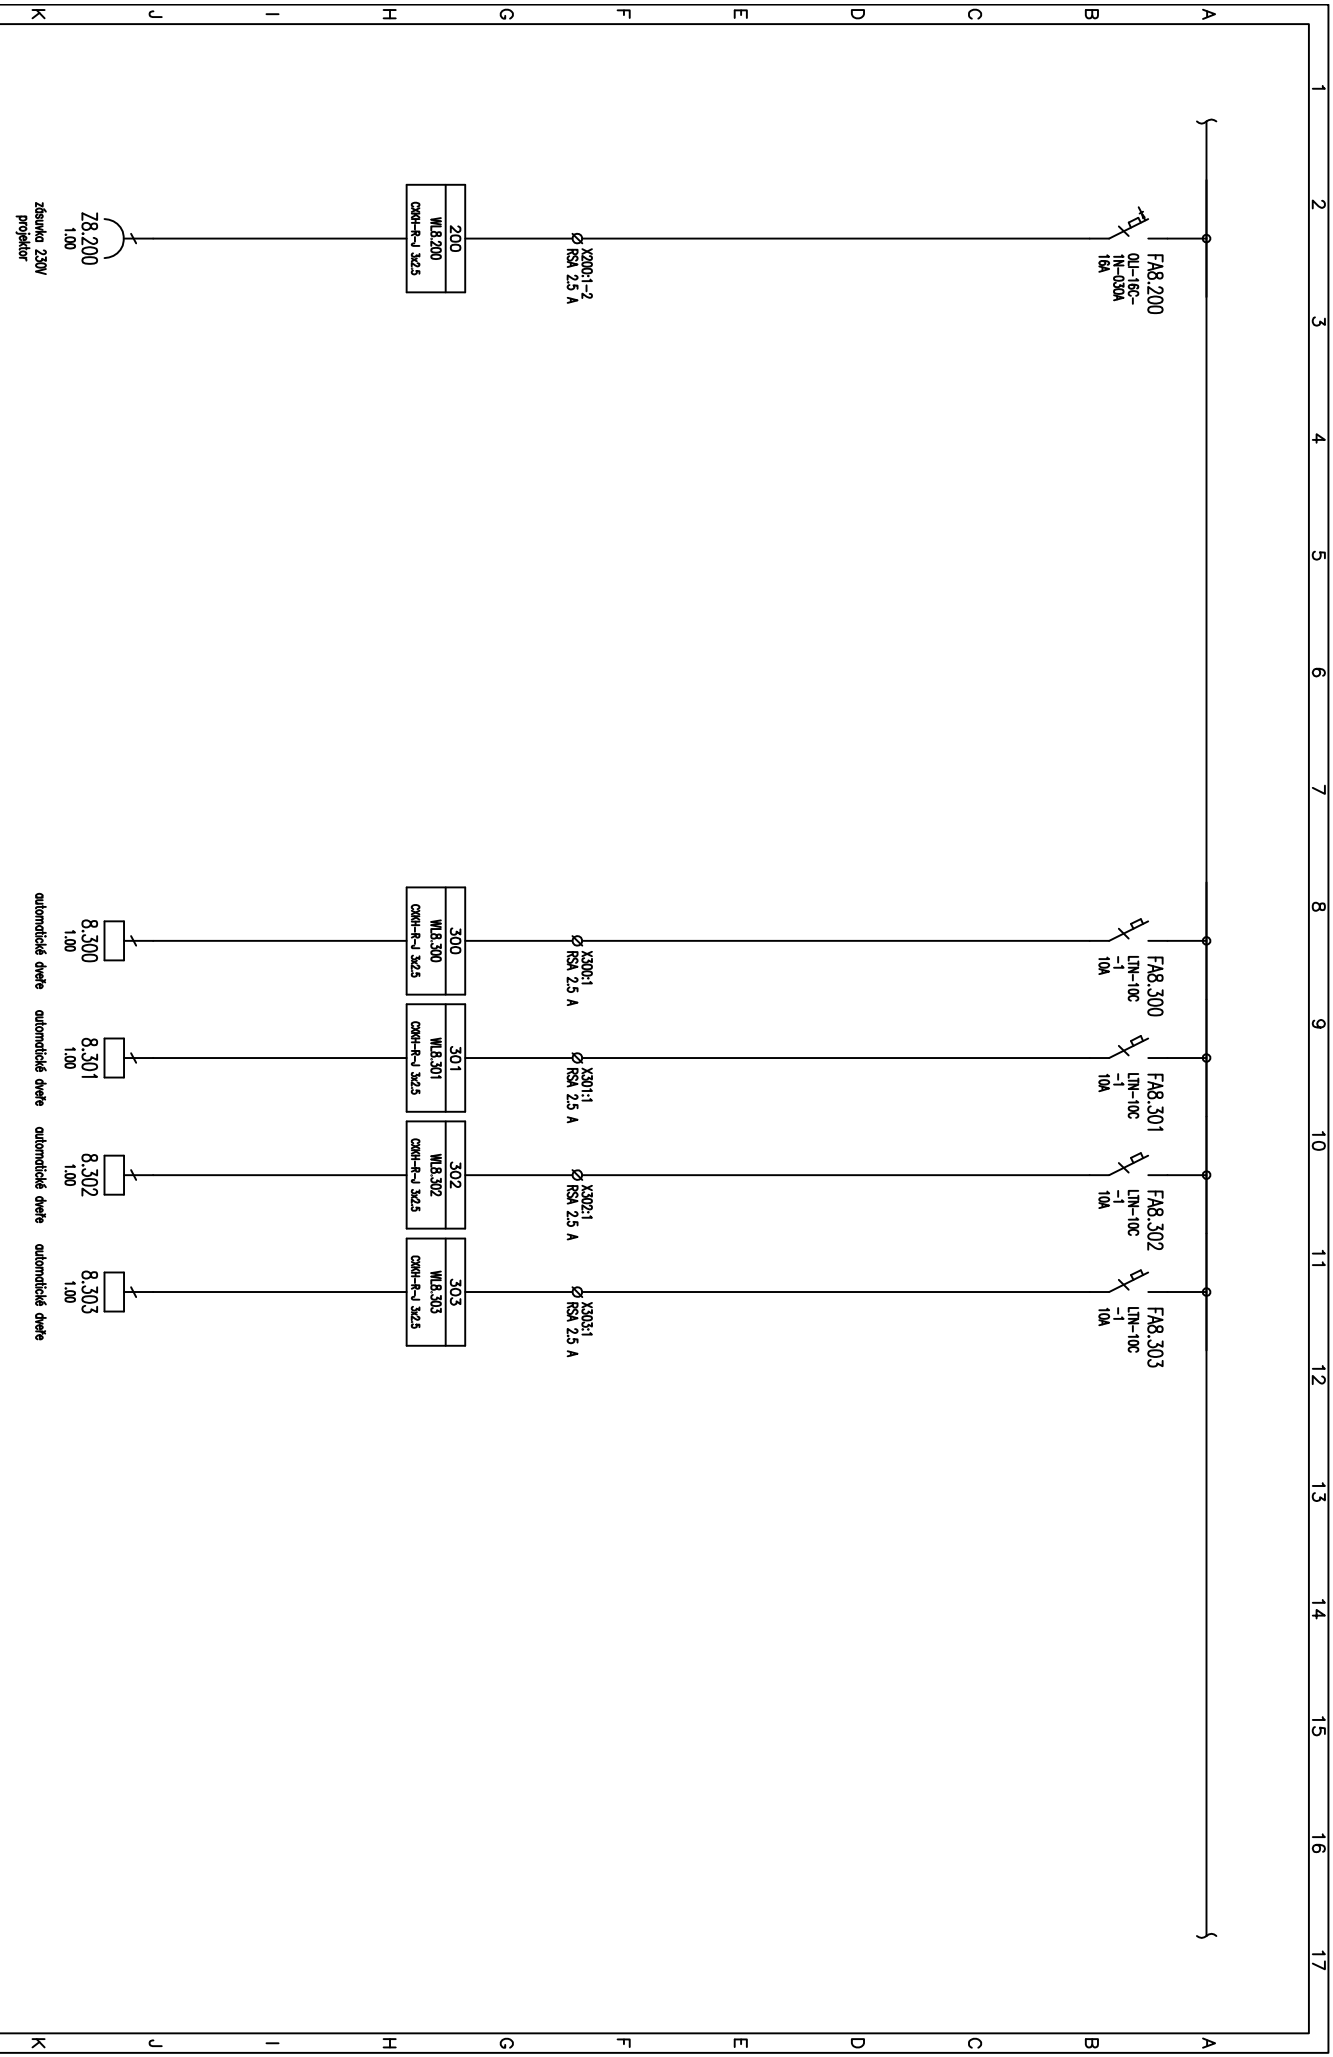 1 2 3 4 5 6 7 8 9 10 11 12 13 14 15 16 17
A A
B B
C C
D D
E E
F F
G G
H H
I I
J J
K K
FA8.200
OLI-16C-
1N-030A
16A
X200:1-2
RSA 2.5 A
200
WL8.200
CXKH-R-J 3x2.5
Z8.200
1.00
zásuvka 230V
projektor
FA8.300
LTN-10C
-1
10A
X300:1
RSA 2.5 A
300
WL8.300
CXKH-R-J 3x2.5
8.300
1.00
automatické dveře
FA8.301
LTN-10C
-1
10A
X301:1
RSA 2.5 A
301
WL8.301
CXKH-R-J 3x2.5
8.301
1.00
automatické dveře
FA8.302
LTN-10C
-1
10A
X302:1
RSA 2.5 A
302
WL8.302
CXKH-R-J 3x2.5
8.302
1.00
automatické dveře
FA8.303
LTN-10C
-1
10A
X303:1
RSA 2.5 A
303
WL8.303
CXKH-R-J 3x2.5
8.303
1.00
automatické dveře